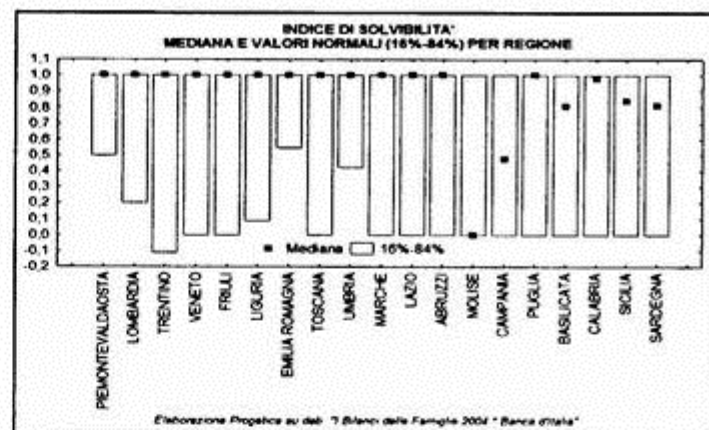 INDICE DI SOLVIBILITA'
MEDIANA E VALORI NORMALI (16%-84%) PER REGIONE
1,1
1,0
0,9
0,8
0,7
0,6
0,5
0,4
0,3
0,2
0,1
0,0
-0,1
-0,2
Mediana 16%-84%
PIEMONTEVALDAOSTA
LOMBARDIA
TRENTINO
VENETO
FRIULI
LIGURIA
EMILIA ROMAGNA
TOSCANA
UMBRIA
MARCHE
LAZIO
ABRUZZI
MOLISE
CAMPANIA
PUGLIA
BASILICATA
CALABRIA
SICILIA
SARDEGNA
Elaborazione Progetica su dati "I Bilanci delle Famiglie 2004" Banca d'Italia"